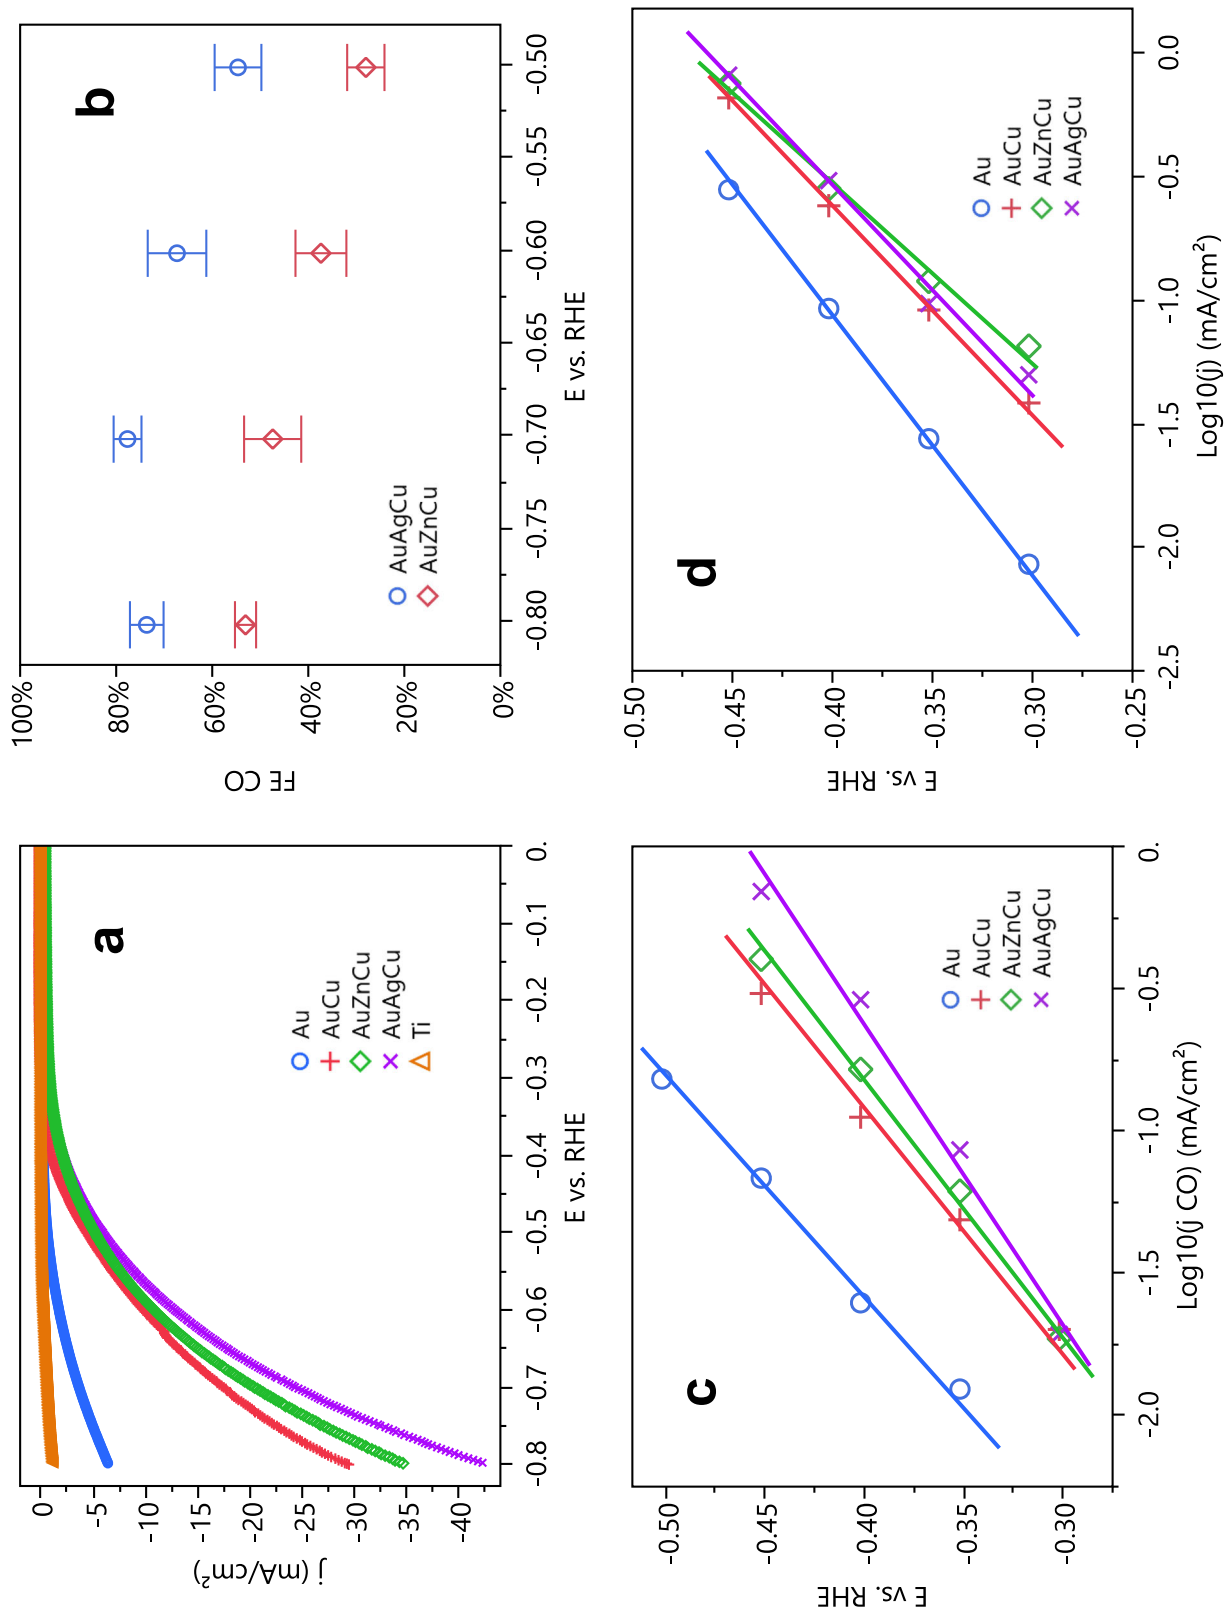 a
j (mA/cm²)
0
-5
-10
-15
-20
-25
-30
-35
-40
Au
AuCu
AuZnCu
AuAgCu
Ti
-0.8
-0.7
-0.6
-0.5
-0.4
-0.3
-0.2
-0.1
0.
E vs. RHE
b
FE CO
100%
80%
60%
40%
20%
0%
AuAgCu
AuZnCu
-0.80
-0.75
-0.70
-0.65
-0.60
-0.55
-0.50
E vs. RHE
c
E vs. RHE
-0.50
-0.45
-0.40
-0.35
-0.30
Au
AuCu
AuZnCu
AuAgCu
-2.0
-1.5
-1.0
-0.5
0.
Log10(j CO) (mA/cm²)
d
E vs. RHE
-0.50
-0.45
-0.40
-0.35
-0.30
-0.25
Au
AuCu
AuZnCu
AuAgCu
-2.5
-2.0
-1.5
-1.0
-0.5
0.0
Log10(j) (mA/cm²)